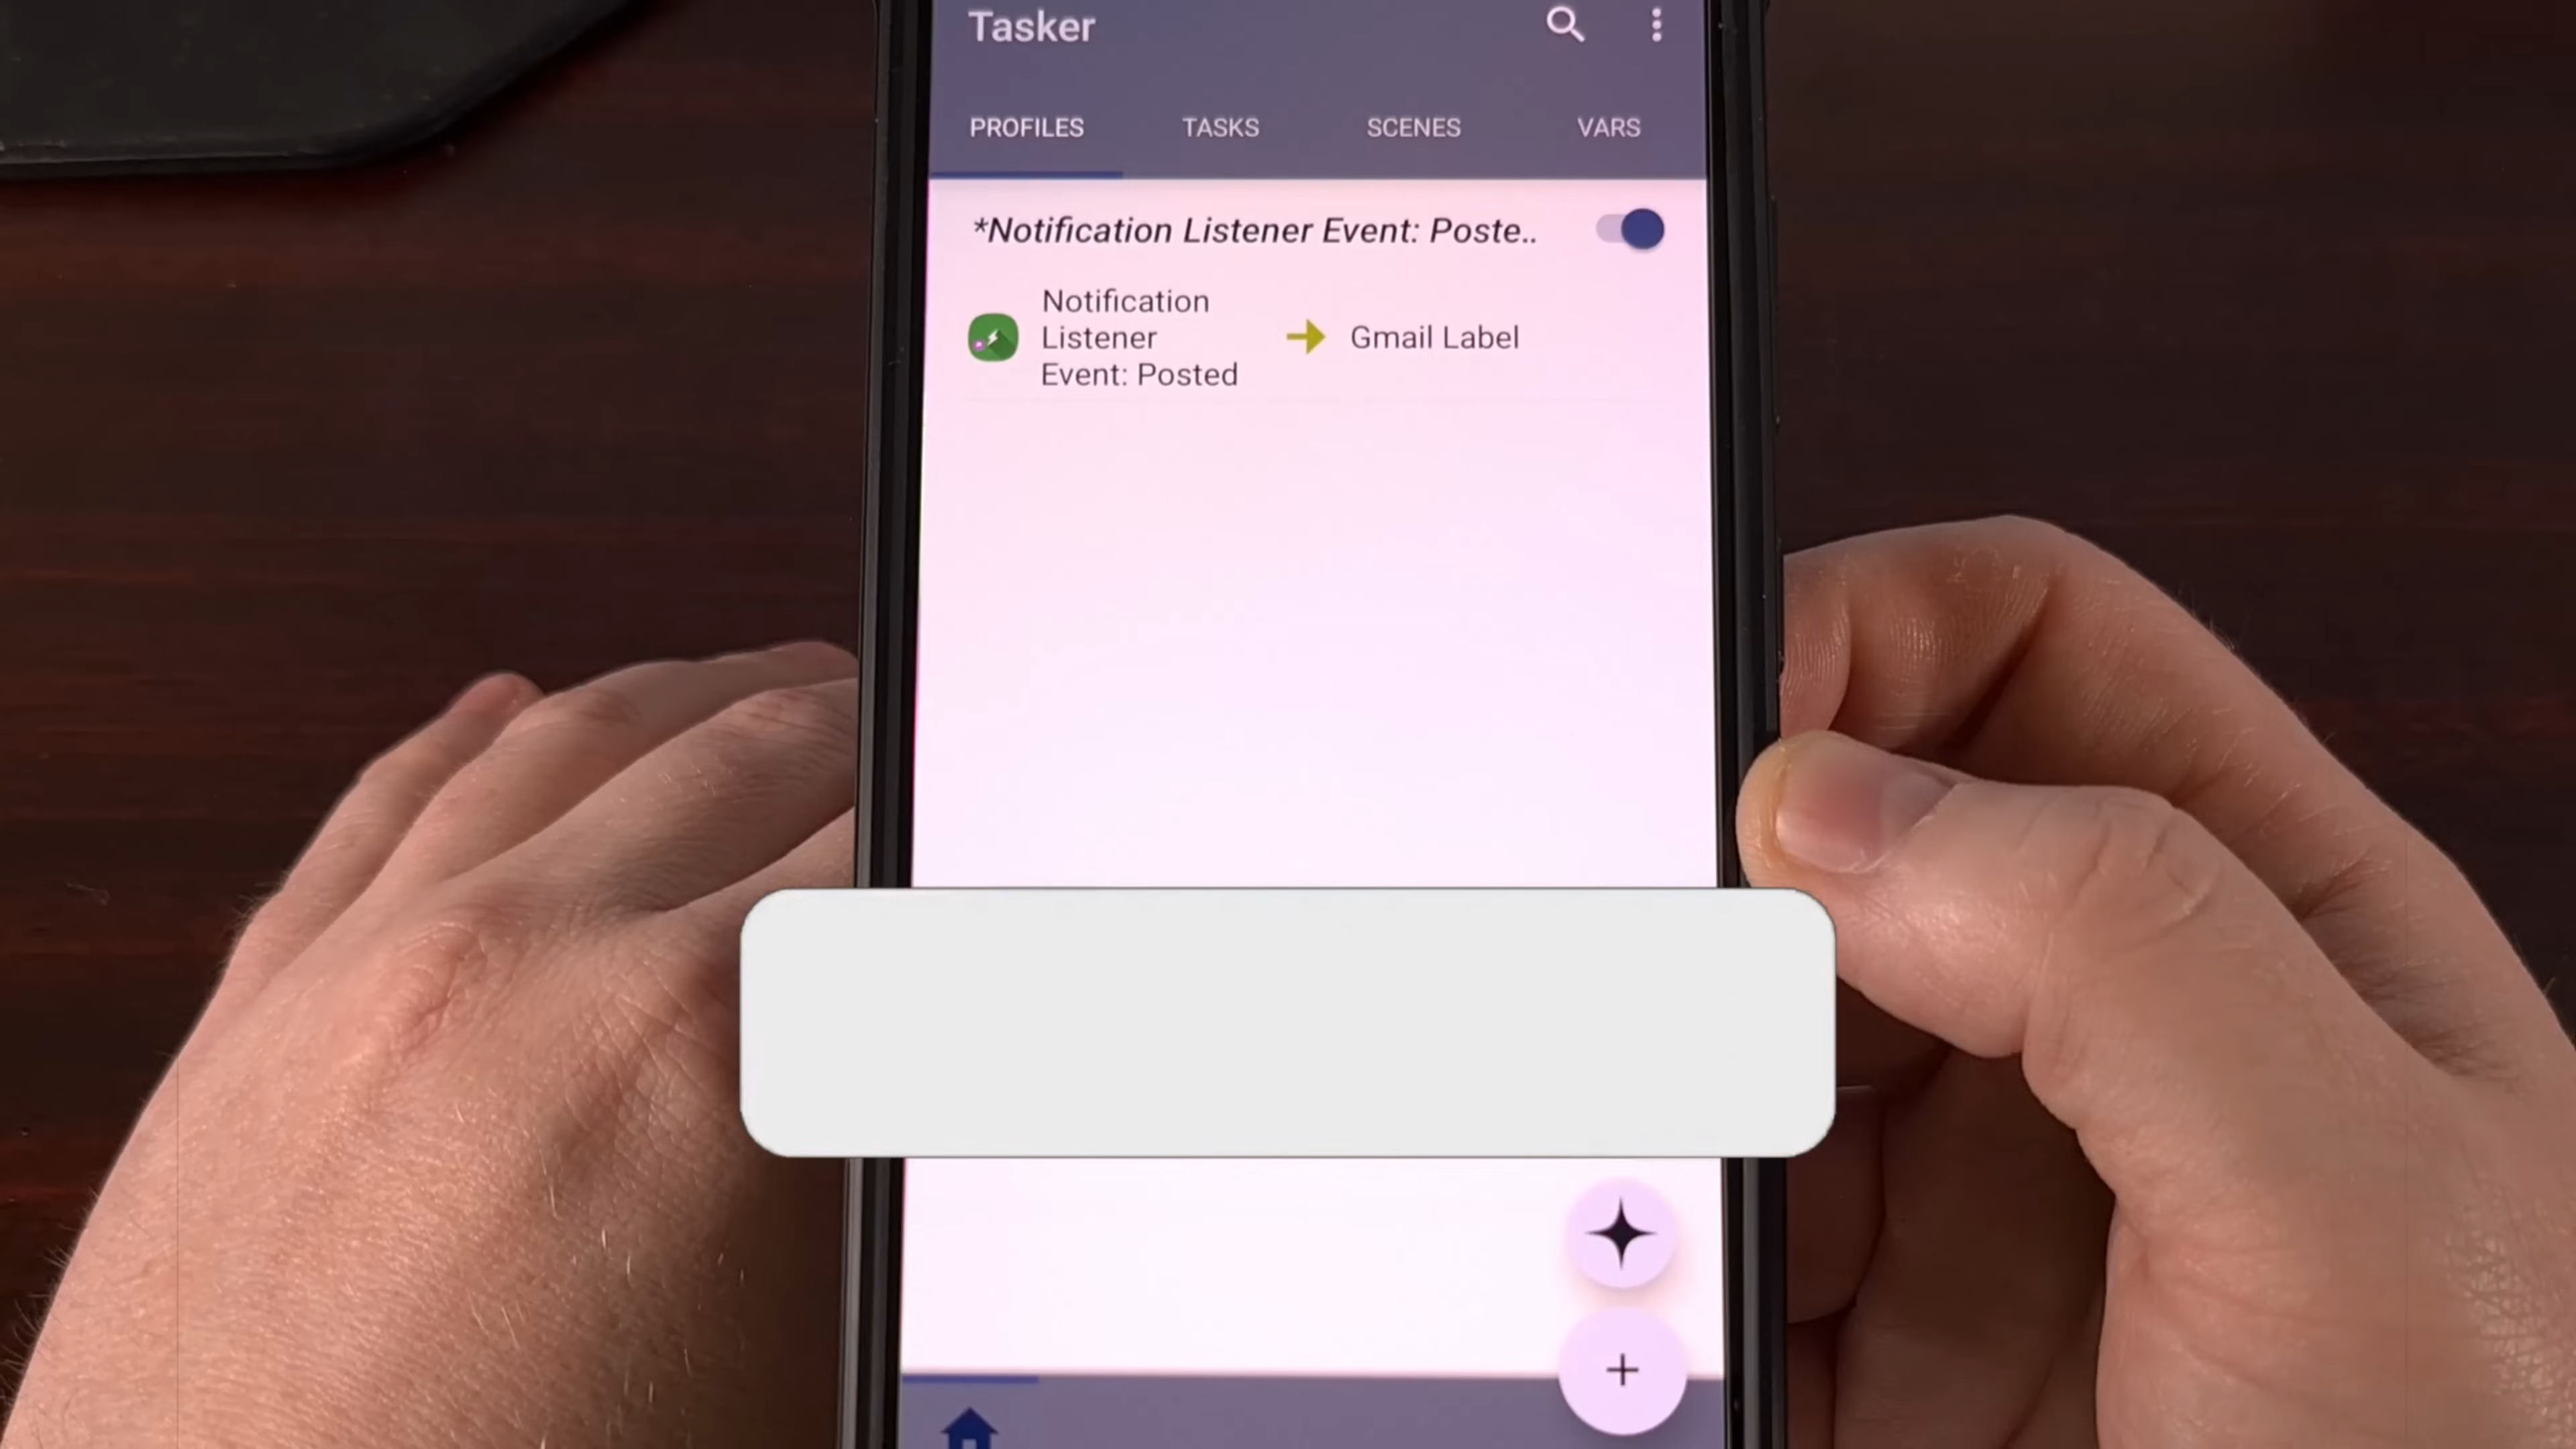 Tasker
PROFILES TASKS SCENES VARS
*Notification Listener Event: Poste..
Notification
Listener
Event: Posted
Gmail Label